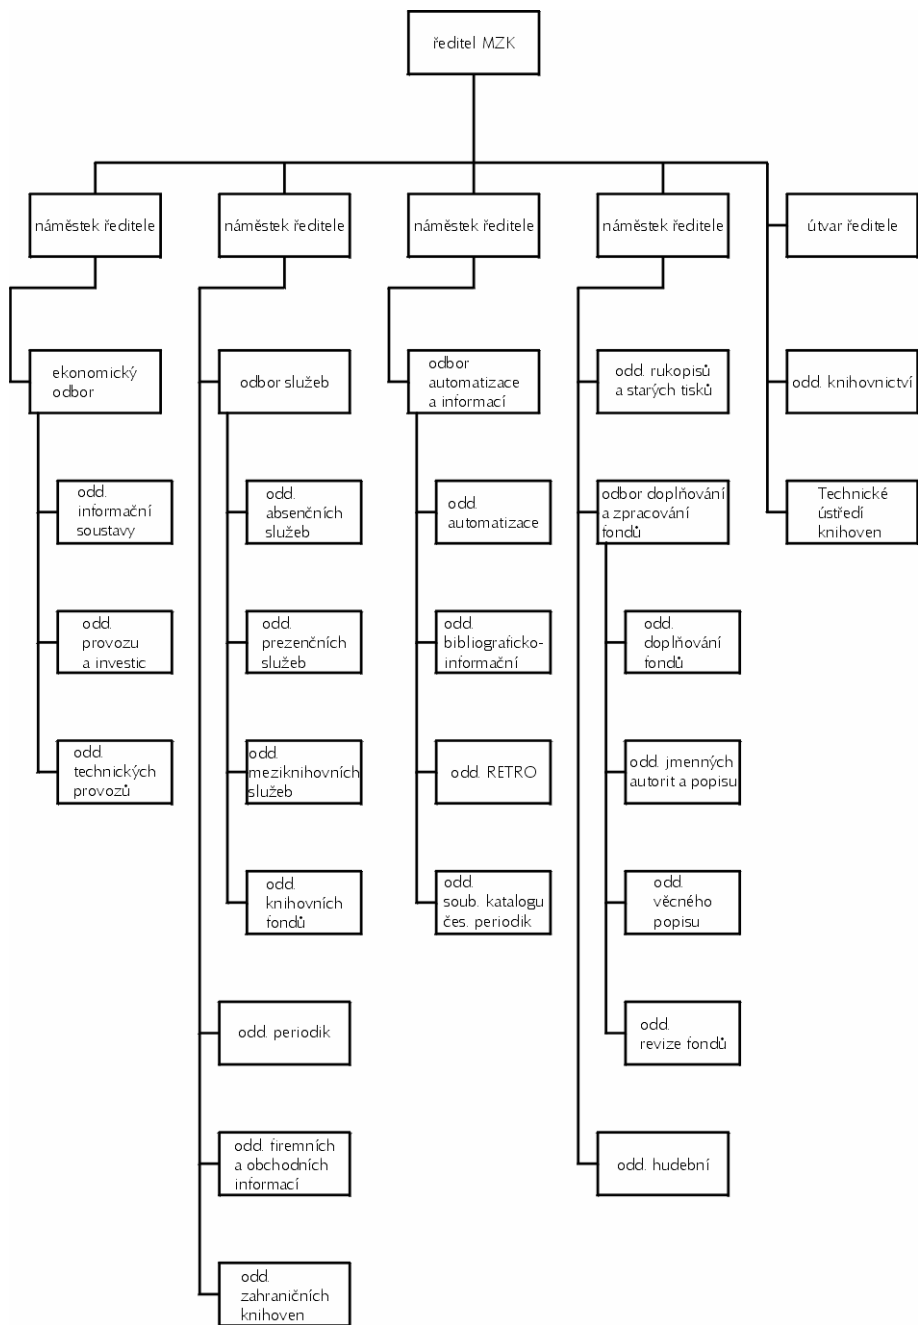 ředitel MZK
náměstek ředitele
náměstek ředitele
náměstek ředitele
náměstek ředitele
útvar ředitele
ekonomický
odbor
odbor služeb
odbor
automatizace
a informací
odd. rukopisů
a starých tisků
odd. knihovnictví
odd.
informační
soustavy
odd.
absenčních
služeb
odd.
automatizace
odbor doplňování
a zpracování
fondů
Technické
ústředí
knihoven
odd.
provozu
a investic
odd.
prezenčních
služeb
odd.
bibliograficko-
informační
odd.
doplňování
fondů
odd.
technických
provozů
odd.
meziknihovních
služeb
odd. RETRO
odd. jmenných
autorit a popisu
odd.
knihovních
fondů
odd.
soub. katalogu
čes. periodik
odd.
věcného
popisu
odd. periodik
odd.
revize fondů
odd. firemních
a obchodních
informací
odd. hudební
odd.
zahraničních
knihoven